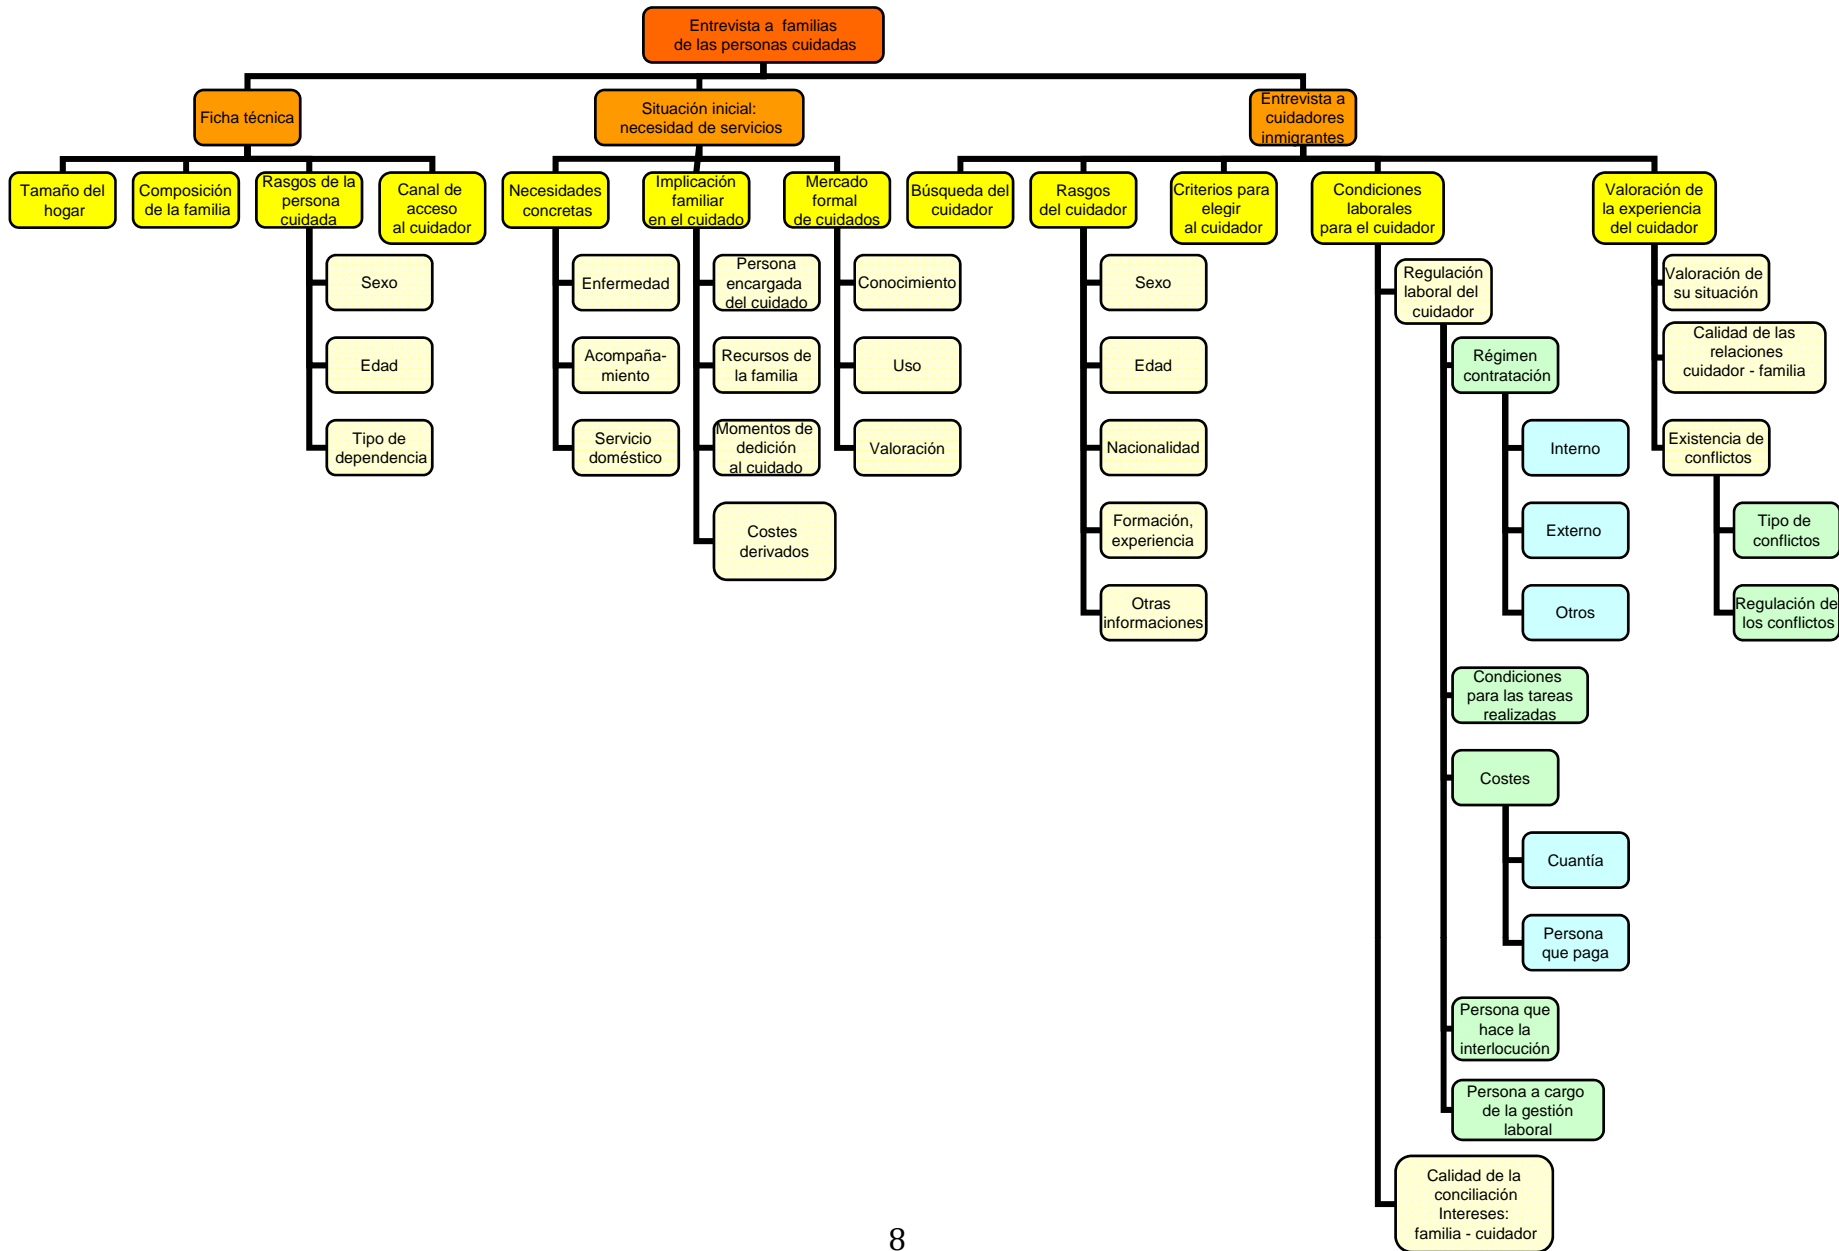 Entrevista a familias
de las personas cuidadas
Ficha técnica
Situación inicial:
necesidad de servicios
Entrevista a
cuidadores
inmigrantes
Tamaño del
hogar
Composición
de la familia
Rasgos de la
persona
cuidada
Canal de
acceso
al cuidador
Necesidades
concretas
Implicación
familiar
en el cuidado
Mercado
formal
de cuidados
Búsqueda del
cuidador
Rasgos
del cuidador
Criterios para
elegir
al cuidador
Condiciones
laborales
para el cuidador
Valoración de
la experiencia
del cuidador
Sexo
Edad
Tipo de
dependencia
Enfermedad
Acompaña-
miento
Servicio
doméstico
Persona
encargada
del cuidado
Recursos de
la familia
Momentos de
dedición
al cuidado
Costes
derivados
Conocimiento
Uso
Valoración
Sexo
Edad
Nacionalidad
Formación,
experiencia
Otras
informaciones
Regulación
laboral del
cuidador
Régimen
contratación
Interno
Externo
Otros
Condiciones
para las tareas
realizadas
Costes
Cuantía
Persona
que paga
Persona que
hace la
interlocución
Persona a cargo
de la gestión
laboral
Calidad de la
conciliación
Intereses:
familia - cuidador
Valoración de
su situación
Calidad de las
relaciones
cuidador - familia
Existencia de
conflictos
Tipo de
conflictos
Regulación de
los conflictos
8